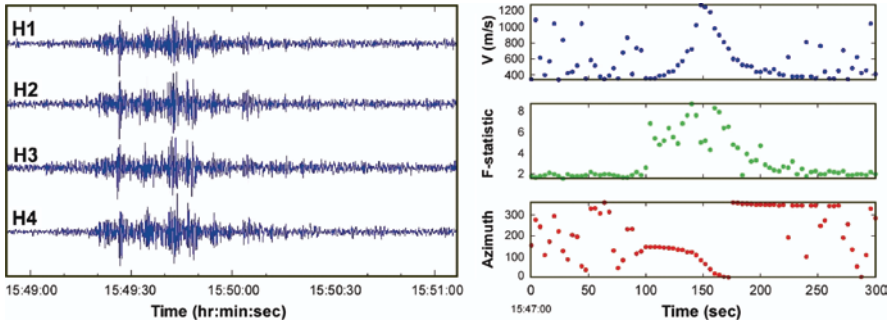 H1
H2
H3
H4
15:49:00 15:49:30 15:50:00 15:50:30 15:51:00
Time (hr:min:sec)
V (m/s)
1200
1000
800
600
400
F-statistic
8
6
4
2
Azimuth
300
200
100
0
0 50 100 150 200 250 300
15:47:00
Time (sec)